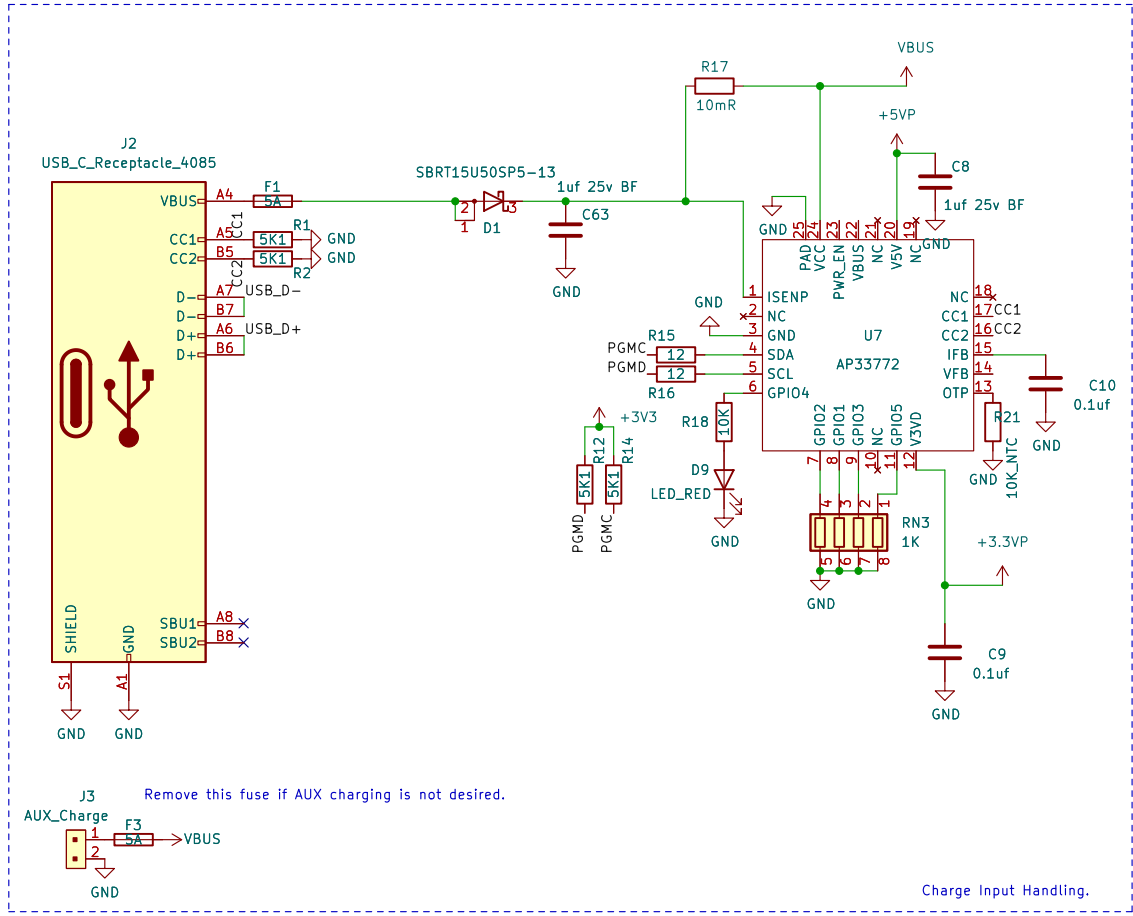 VBUS
R17
10mR
+5VP
J2
USB_C_Receptacle_4085
SBRT15U50SP5-13
C8
1uf 25v BF
F1
1uf 25v BF
VBUS
A4
5A
2
3
C63
1
D1
GND
CC1
R1
CC1
A5
5K1
GND
CC2
B5
5K1
GND
CC2
R2
GND
25
24
23
22
21
20
19
PAD
VCC
PWR_EN
VBUS
NC
V5V
NC
GND
D-
A7
USB_D-
D-
B7
D+
A6
USB_D+
D+
B6
GND
1
ISENP
NC
18
2
NC
CC1
17
CC1
3
GND
U7
CC2
16
CC2
R15
PGMC
12
4
SDA
AP33772
IFB
15
PGMD
12
5
SCL
VFB
14
R16
6
GPIO4
OTP
13
C10
0.1uf
GND
+3V3
R18
10K
GPIO2
GPIO1
GPIO3
NC
GPIO5
V3VD
R21
10K_NTC
GND
R12
R14
7
8
9
10
11
12
5K1
5K1
D9
LED_RED
GND
PGMD
PGMC
4
3
2
1
RN3
1K
5
6
7
8
GND
+3.3VP
GND
SHIELD
GND
SBU1
A8
SBU2
B8
S1
A1
C9
0.1uf
GND
GND
GND
J3
AUX_Charge
Remove this fuse if AUX charging is not desired.
F3
1
5A
VBUS
2
GND
Charge Input Handling.